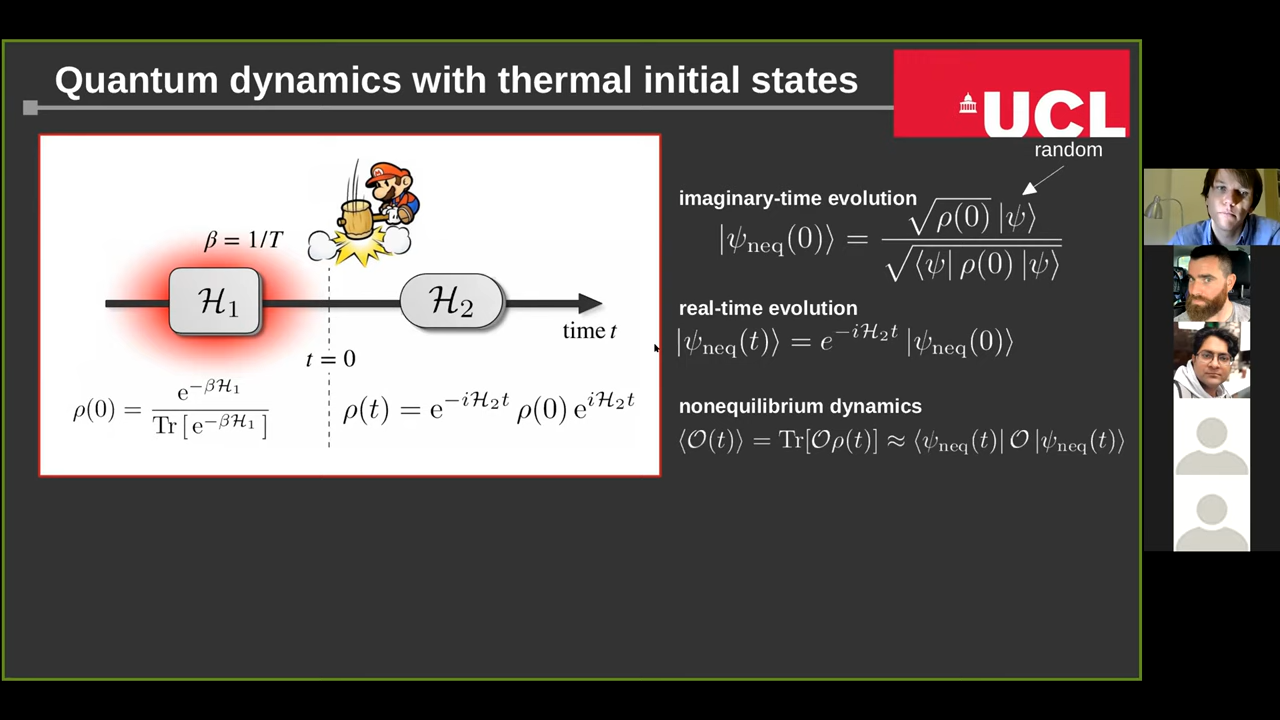 Quantum dynamics with thermal initial states
UCL
random
imaginary-time evolution
|ψ_neq(0)⟩ = √ρ(0) |ψ⟩ / √⟨ψ| ρ(0) |ψ⟩
real-time evolution
|ψ_neq(t)⟩ = e^{−iℋ₂t} |ψ_neq(0)⟩
nonequilibrium dynamics
⟨𝒪(t)⟩ = Tr[𝒪ρ(t)] ≈ ⟨ψ_neq(t)| 𝒪 |ψ_neq(t)⟩
β = 1/T
ℋ₁
ℋ₂
time t
t = 0
ρ(0) = e^{−βℋ₁} / Tr [ e^{−βℋ₁} ]
ρ(t) = e^{−iℋ₂t} ρ(0) e^{iℋ₂t}